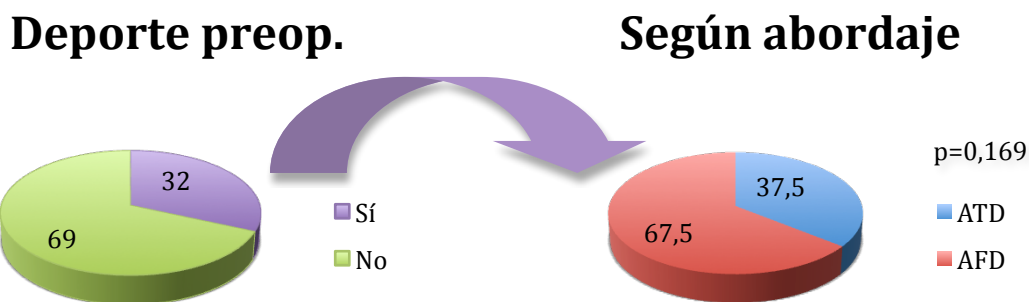 Deporte preop.
Según abordaje
32
69
Sí
No
37,5
67,5
p=0,169
ATD
AFD